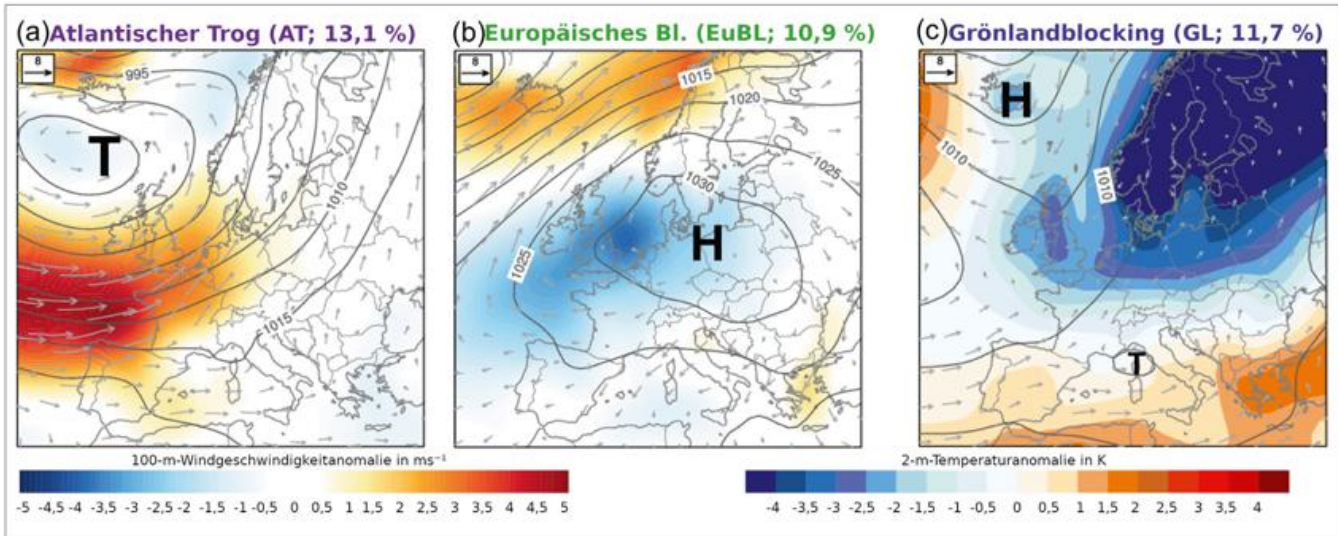 (a) Atlantischer Trog (AT; 13,1 %)
8
995
T
1010
1015
(b) Europäisches Bl. (EuBL; 10,9 %)
8
1015
1020
1025
1030
H
1025
(c) Grönlandblocking (GL; 11,7 %)
8
H
1010
1010
T
100-m-Windgeschwindigkeitanomalie in ms⁻¹
-5 -4,5 -4 -3,5 -3 -2,5 -2 -1,5 -1 -0,5 0 0,5 1 1,5 2 2,5 3 3,5 4 4,5 5
2-m-Temperaturanomalie in K
-4 -3,5 -3 -2,5 -2 -1,5 -1 -0,5 0 0,5 1 1,5 2 2,5 3 3,5 4